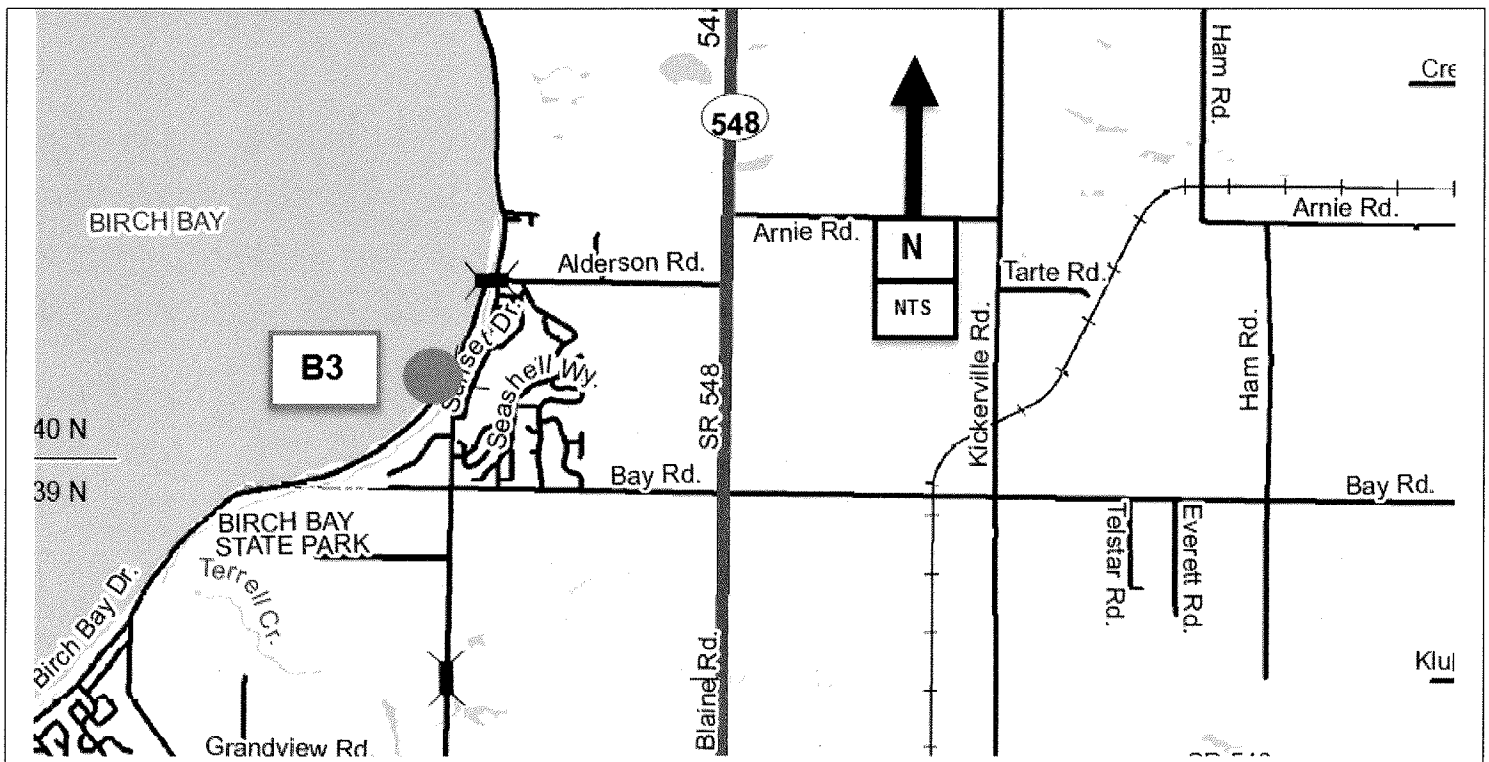 54
Ham Rd.
Cre
548
BIRCH BAY
Arnie Rd.
Arnie Rd.
N
Alderson Rd.
Tarte Rd.
NTS
Sunset Dr.
Kickerville Rd.
B3
Seashell Wy.
SR 548
Ham Rd.
40 N
39 N
Bay Rd.
Bay Rd.
BIRCH BAY
STATE PARK
Telstar Rd.
Everett Rd.
Terrell Cr.
Birch Bay Dr.
Blaine Rd.
Grandview Rd.